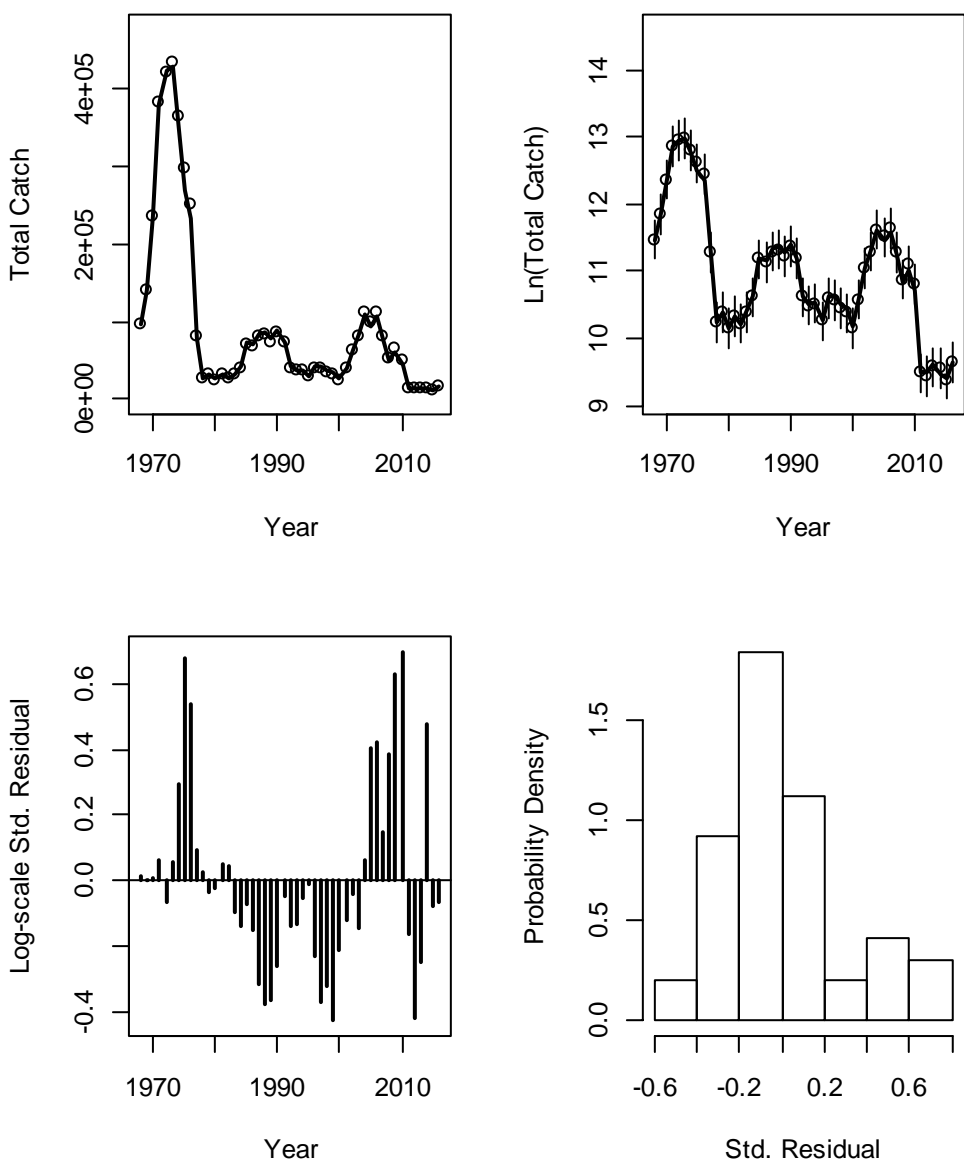 Total Catch
0e+00 2e+05 4e+05
1970 1990 2010
Year
Ln(Total Catch)
9 10 11 12 13 14
1970 1990 2010
Year
Log-scale Std. Residual
-0.4 0.0 0.2 0.4 0.6
1970 1990 2010
Year
Probability Density
0.0 0.5 1.0 1.5
-0.6 -0.2 0.2 0.6
Std. Residual